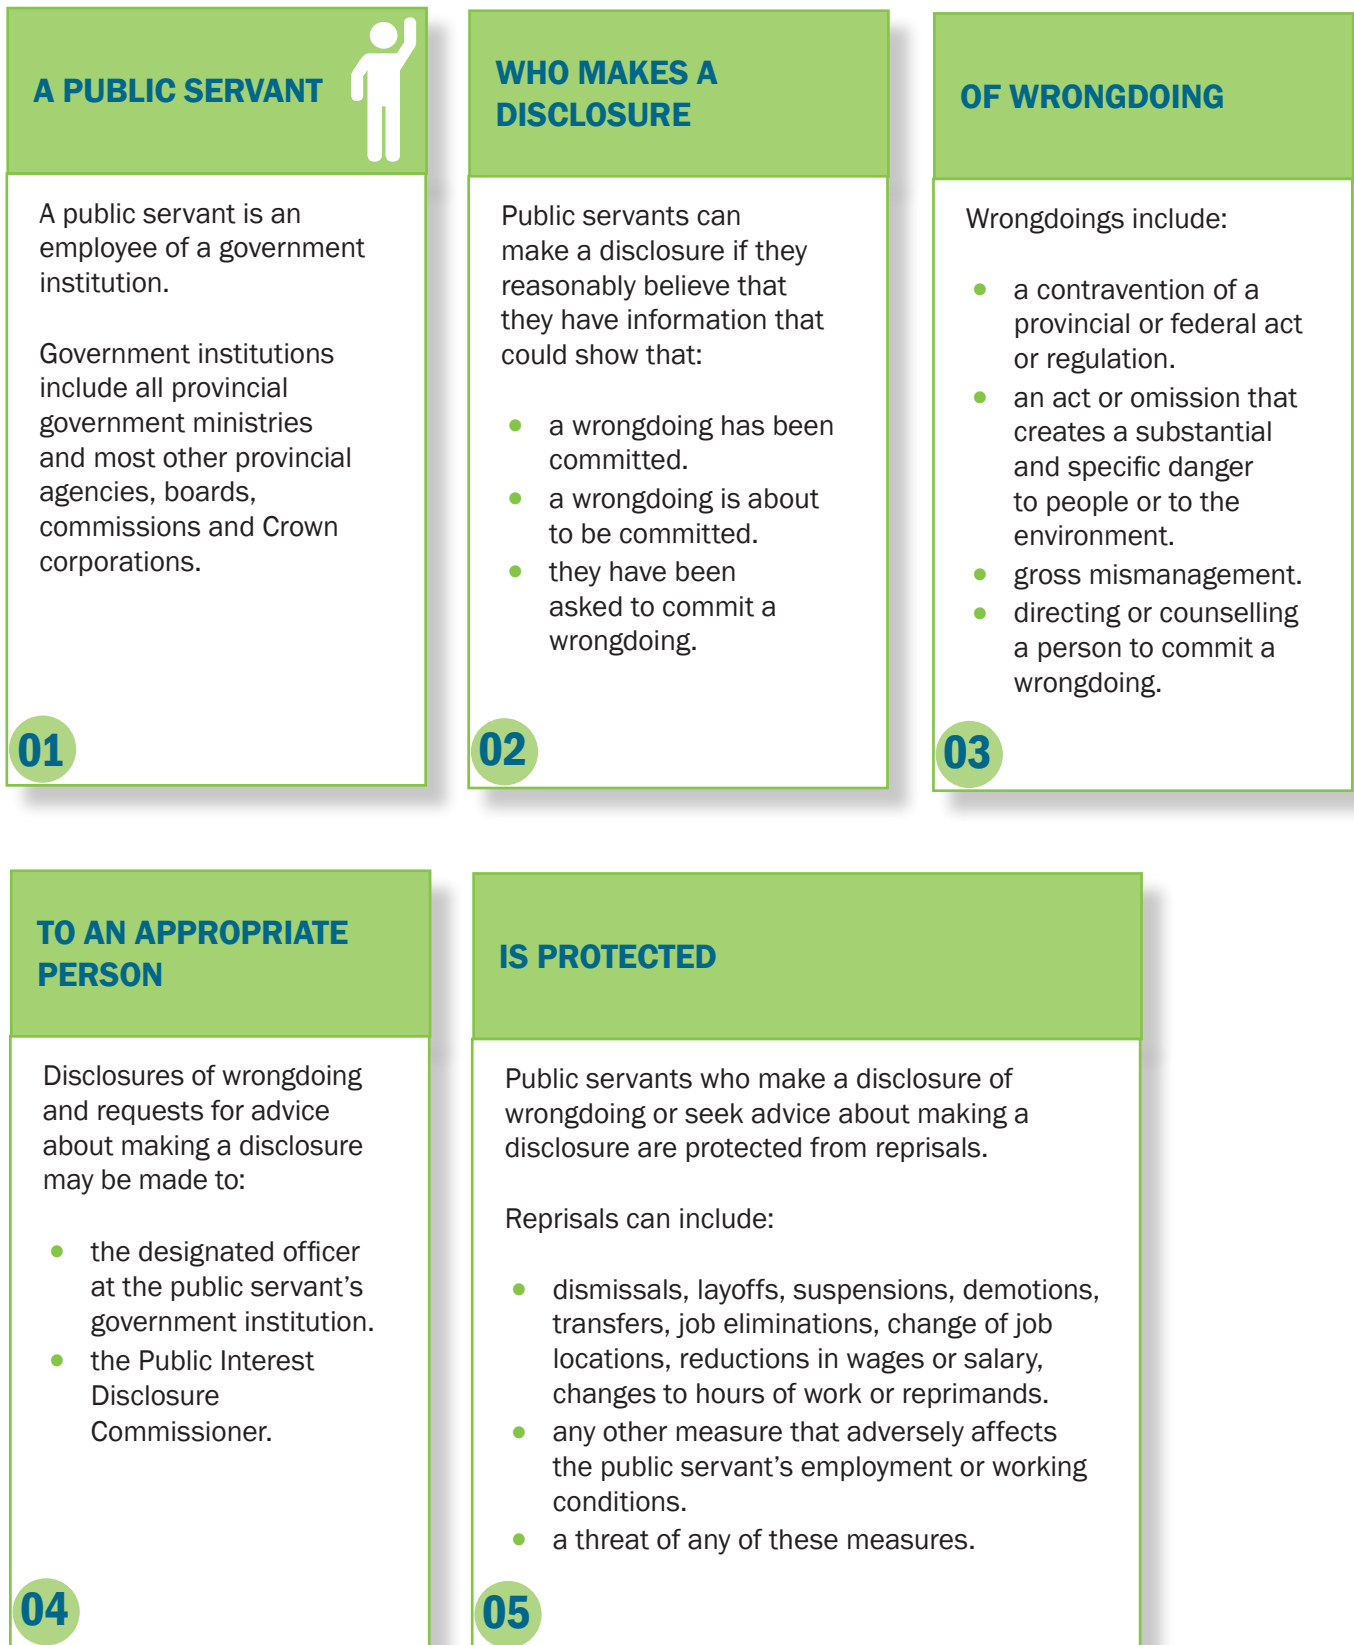 A PUBLIC SERVANT
A public servant is an
employee of a government
institution.
Government institutions
include all provincial
government ministries
and most other provincial
agencies, boards,
commissions and Crown
corporations.
01
WHO MAKES A
DISCLOSURE
Public servants can
make a disclosure if they
reasonably believe that
they have information that
could show that:
• a wrongdoing has been
committed.
• a wrongdoing is about
to be committed.
• they have been
asked to commit a
wrongdoing.
02
OF WRONGDOING
Wrongdoings include:
• a contravention of a
provincial or federal act
or regulation.
• an act or omission that
creates a substantial
and specific danger
to people or to the
environment.
• gross mismanagement.
• directing or counselling
a person to commit a
wrongdoing.
03
TO AN APPROPRIATE
PERSON
Disclosures of wrongdoing
and requests for advice
about making a disclosure
may be made to:
• the designated officer
at the public servant’s
government institution.
• the Public Interest
Disclosure
Commissioner.
04
IS PROTECTED
Public servants who make a disclosure of
wrongdoing or seek advice about making a
disclosure are protected from reprisals.
Reprisals can include:
• dismissals, layoffs, suspensions, demotions,
transfers, job eliminations, change of job
locations, reductions in wages or salary,
changes to hours of work or reprimands.
• any other measure that adversely affects
the public servant’s employment or working
conditions.
• a threat of any of these measures.
05